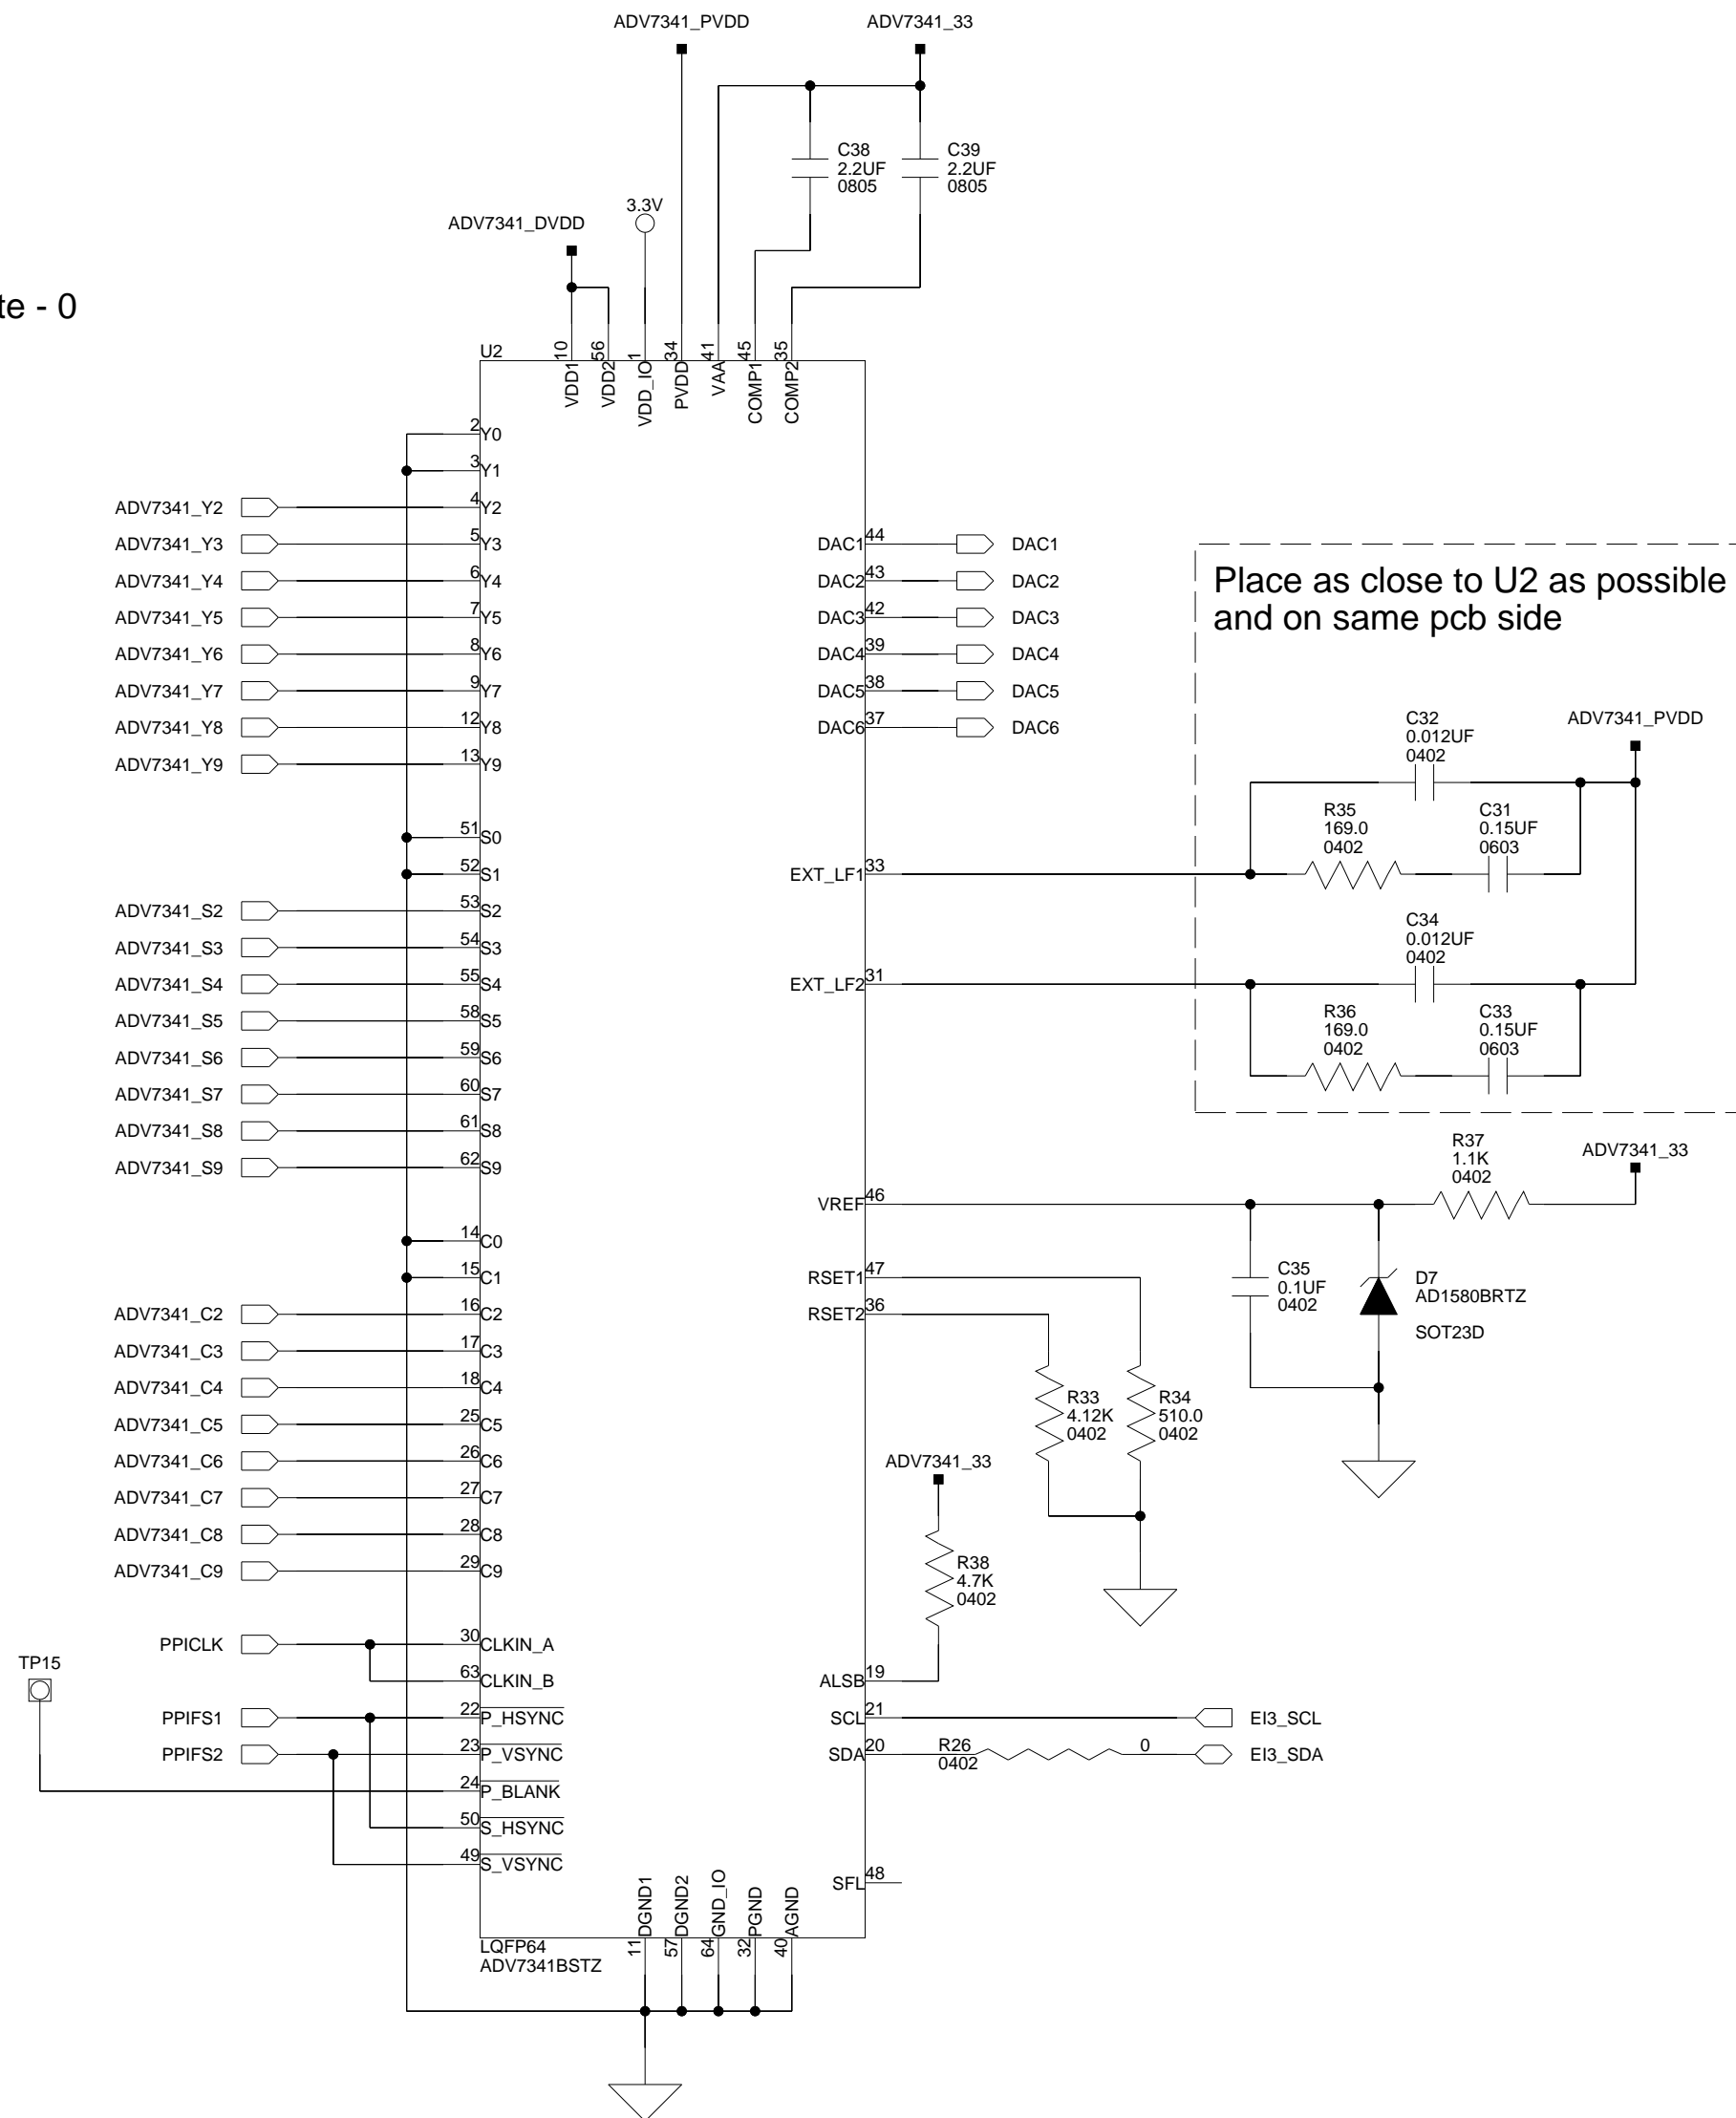 ADV7341_PVDD
ADV7341_33
C38
2.2UF
0805
C39
2.2UF
0805
3.3V
ADV7341_DVDD
te - 0
U2
10
56
1
34
41
45
35
VDD1
VDD2
VDD_IO
PVDD
VAA
COMP1
COMP2
2 Y0
3 Y1
ADV7341_Y2 4 Y2
ADV7341_Y3 5 Y3
ADV7341_Y4 6 Y4
ADV7341_Y5 7 Y5
ADV7341_Y6 8 Y6
ADV7341_Y7 9 Y7
ADV7341_Y8 12 Y8
ADV7341_Y9 13 Y9
51 S0
52 S1
ADV7341_S2 53 S2
ADV7341_S3 54 S3
ADV7341_S4 55 S4
ADV7341_S5 58 S5
ADV7341_S6 59 S6
ADV7341_S7 60 S7
ADV7341_S8 61 S8
ADV7341_S9 62 S9
14 C0
15 C1
ADV7341_C2 16 C2
ADV7341_C3 17 C3
ADV7341_C4 18 C4
ADV7341_C5 25 C5
ADV7341_C6 26 C6
ADV7341_C7 27 C7
ADV7341_C8 28 C8
ADV7341_C9 29 C9
PPICLK 30 CLKIN_A
63 CLKIN_B
TP15
PPIFS1 22 P_HSYNC
PPIFS2 23 P_VSYNC
24 P_BLANK
50 S_HSYNC
49 S_VSYNC
DAC1 44 DAC1
DAC2 43 DAC2
DAC3 42 DAC3
DAC4 39 DAC4
DAC5 38 DAC5
DAC6 37 DAC6
Place as close to U2 as possible
and on same pcb side
C32
0.012UF
0402
ADV7341_PVDD
R35
169.0
0402
C31
0.15UF
0603
EXT_LF1 33
C34
0.012UF
0402
EXT_LF2 31
R36
169.0
0402
C33
0.15UF
0603
R37
1.1K
0402
ADV7341_33
VREF 46
RSET1 47
RSET2 36
C35
0.1UF
0402
D7
AD1580BRTZ
SOT23D
R33
4.12K
0402
R34
510.0
0402
ADV7341_33
R38
4.7K
0402
ALSB 19
SCL 21 EI3_SCL
SDA 20 R26 0 EI3_SDA
0402
SFL 48
DGND1
DGND2
GND_IO
PGND
AGND
11
57
64
32
40
LQFP64
ADV7341BSTZ